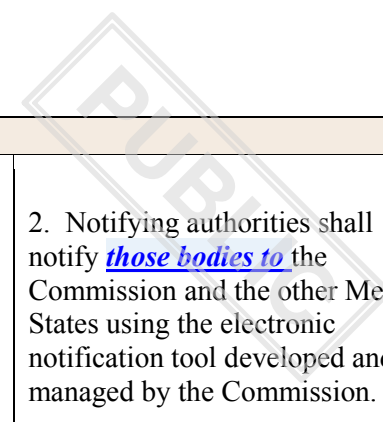 PUBLIC
2. Notifying authorities shall
notify those bodies to the
Commission and the other Me
States using the electronic
notification tool developed and
managed by the Commission.